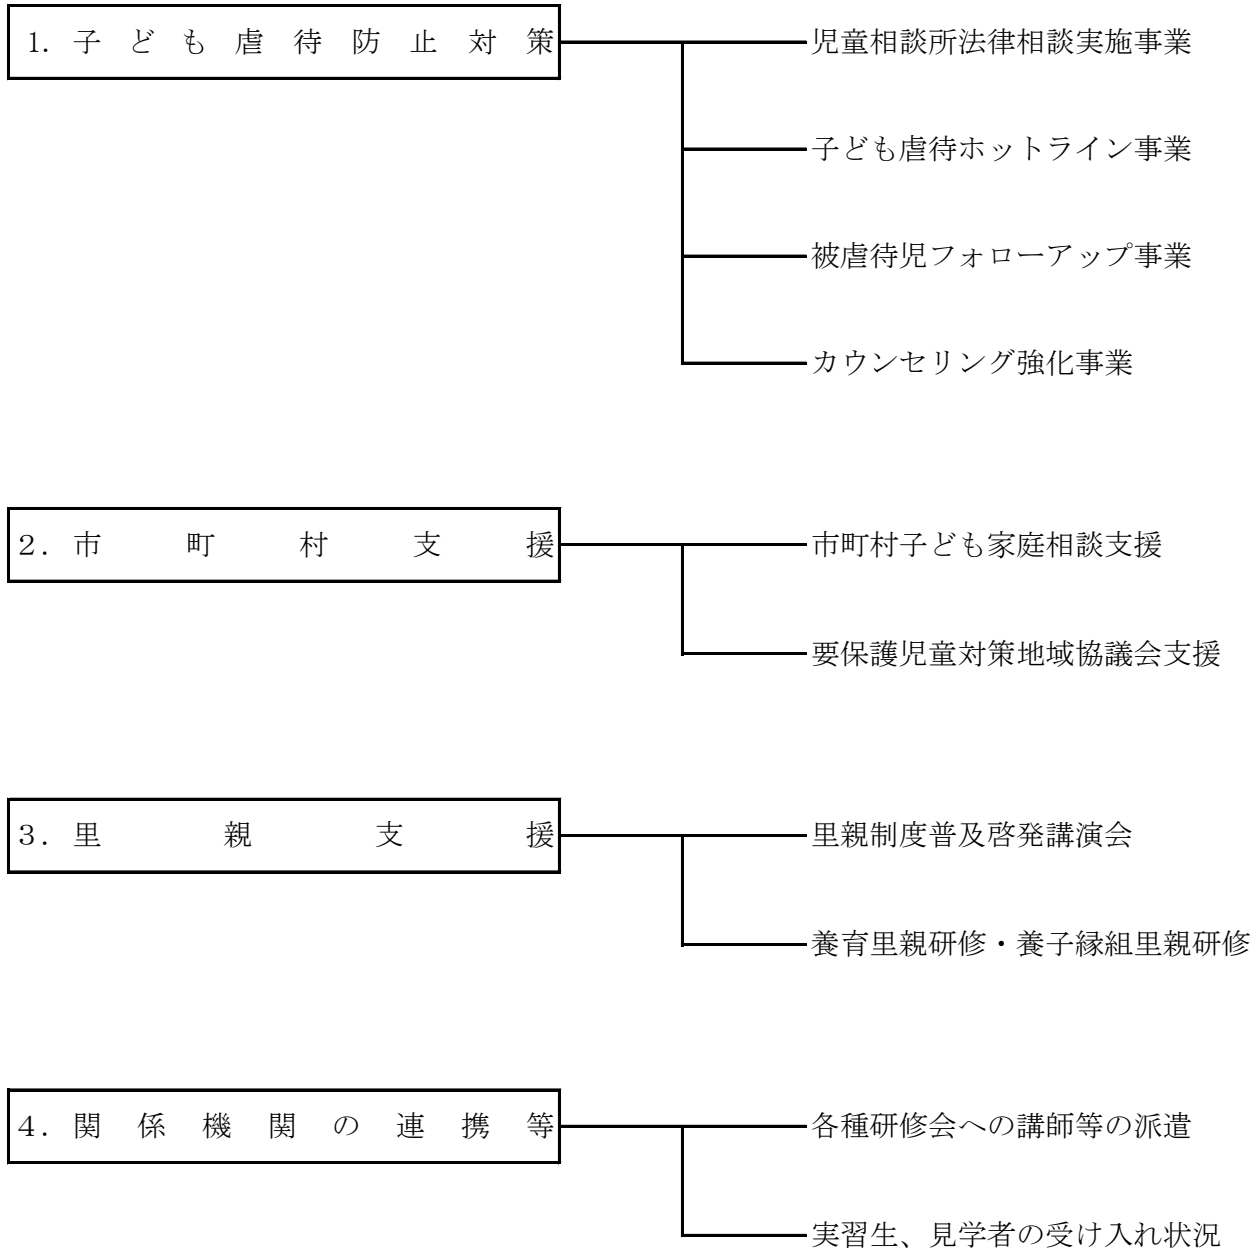 1. 子ども虐待防止対策
児童相談所法律相談実施事業
子ども虐待ホットライン事業
被虐待児フォローアップ事業
カウンセリング強化事業
2. 市町村支援
市町村子ども家庭相談支援
要保護児童対策地域協議会支援
3. 里親支援
里親制度普及啓発講演会
養育里親研修・養子縁組里親研修
4. 関係機関の連携等
各種研修会への講師等の派遣
実習生、見学者の受け入れ状況